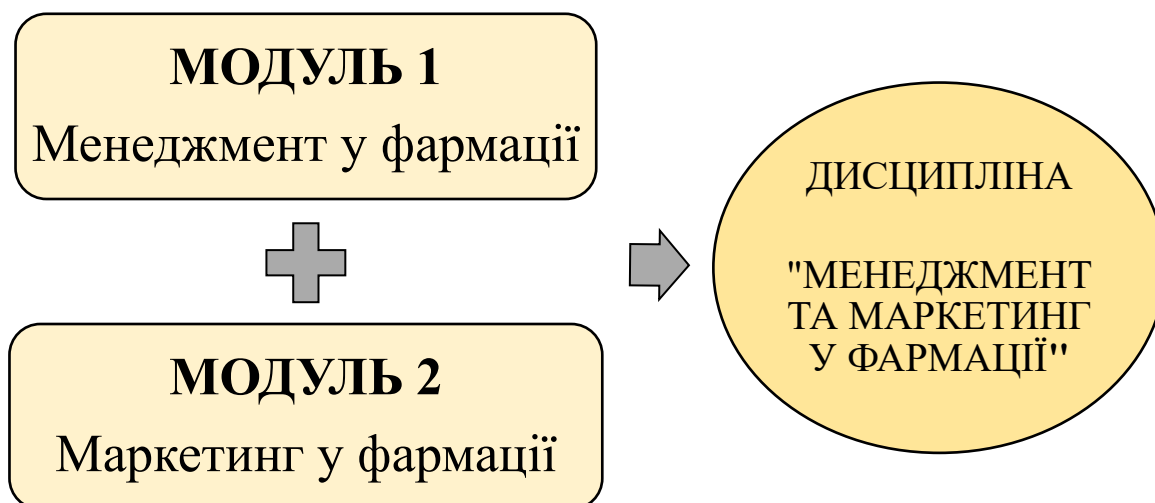 МОДУЛЬ 1
Менеджмент у фармації
МОДУЛЬ 2
Маркетинг у фармації
ДИСЦИПЛІНА
"МЕНЕДЖМЕНТ
ТА МАРКЕТИНГ
У ФАРМАЦІЇ"